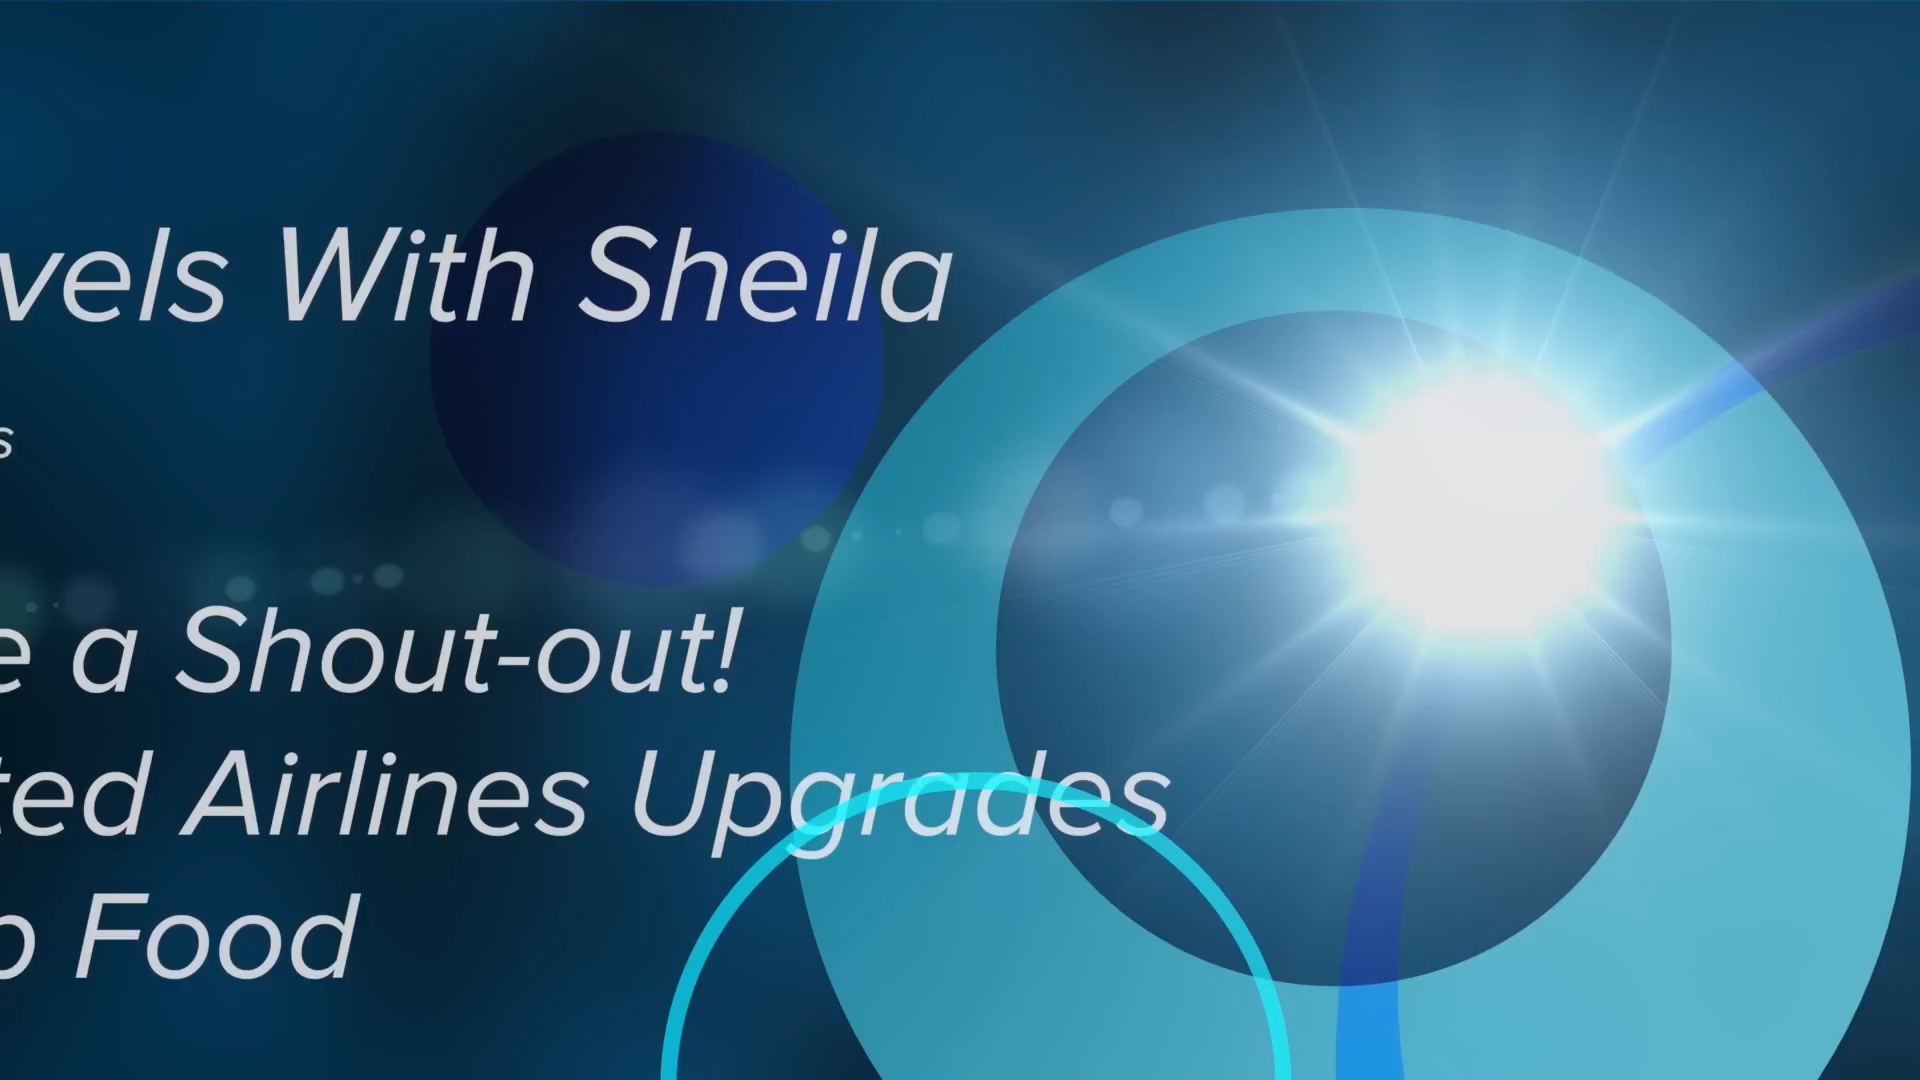 vels With Sheila
s
e a Shout-out!
ted Airlines Upgrades
o Food